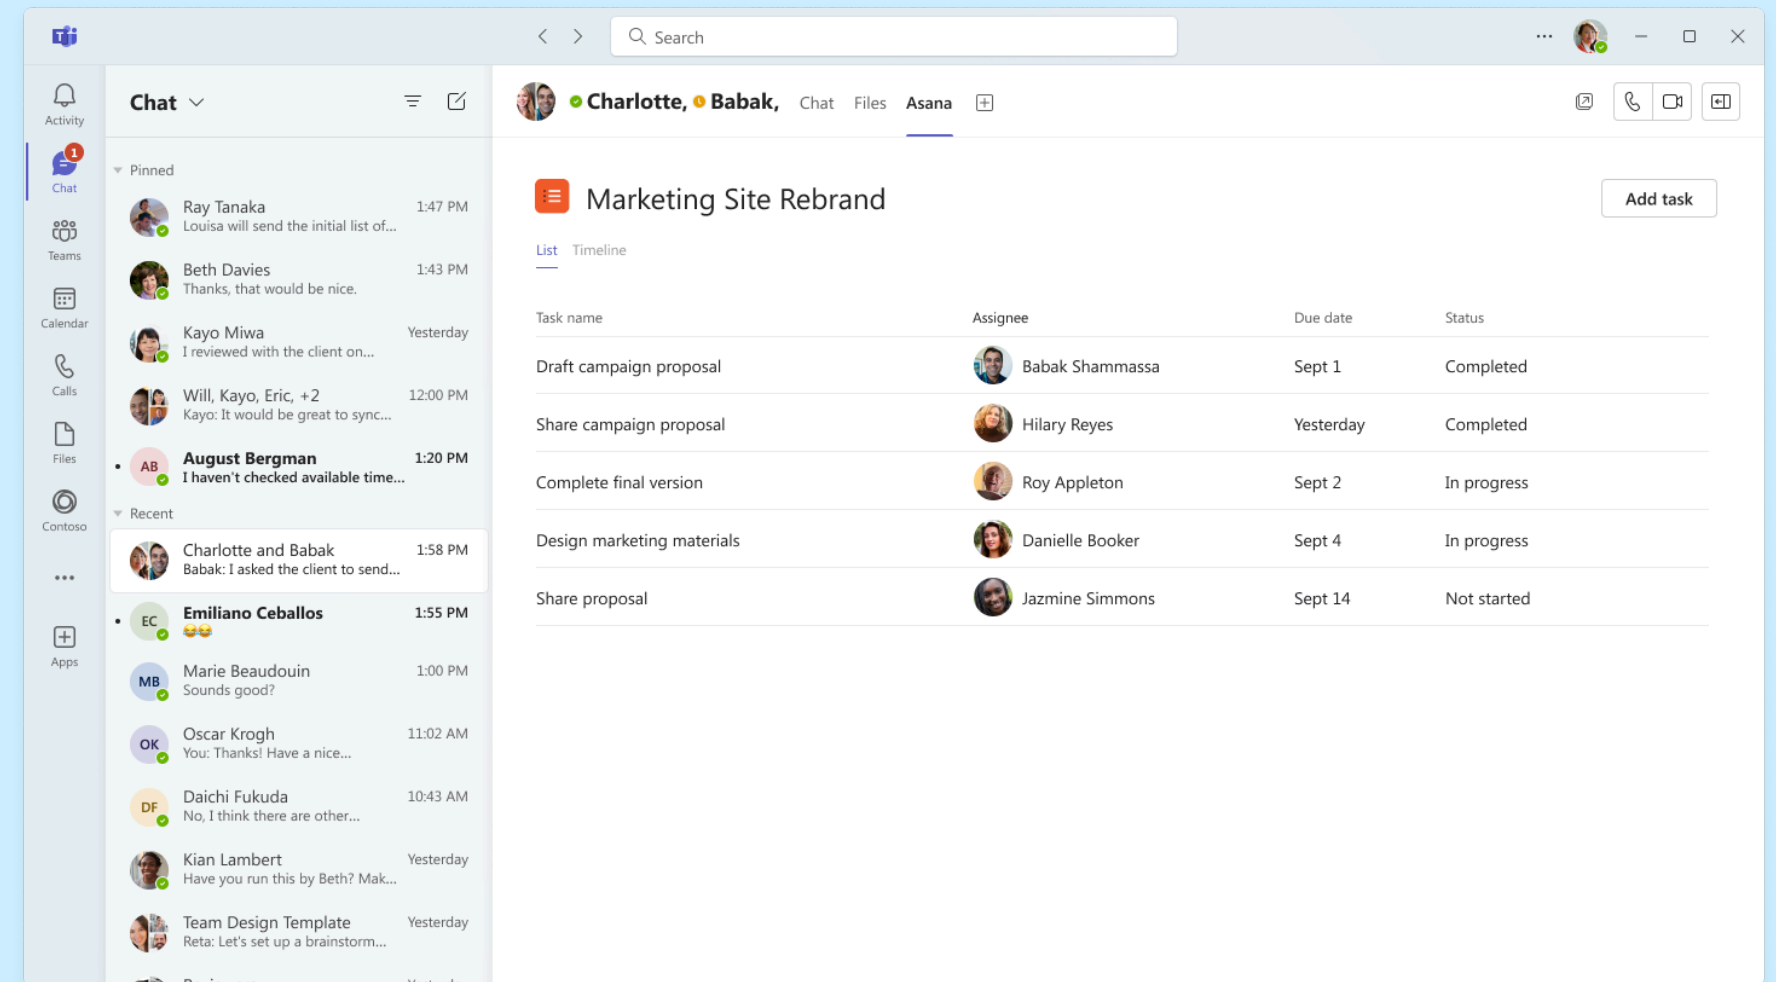 Search
Activity
1
Chat
Teams
Calendar
Calls
Files
Contoso
Apps
Chat
Pinned
Ray Tanaka 1:47 PM
Louisa will send the initial list of...
Beth Davies 1:43 PM
Thanks, that would be nice.
Kayo Miwa Yesterday
I reviewed with the client on...
Will, Kayo, Eric, +2 12:00 PM
Kayo: It would be great to sync...
AB
August Bergman 1:20 PM
I haven't checked available time...
Recent
Charlotte and Babak 1:58 PM
Babak: I asked the client to send...
EC
Emiliano Ceballos 1:55 PM
😂😂
MB
Marie Beaudouin 1:00 PM
Sounds good?
OK
Oscar Krogh 11:02 AM
You: Thanks! Have a nice...
DF
Daichi Fukuda 10:43 AM
No, I think there are other...
Kian Lambert Yesterday
Have you run this by Beth? Mak...
Team Design Template Yesterday
Reta: Let's set up a brainstorm...
Charlotte, Babak, Chat Files Asana
Marketing Site Rebrand
Add task
List Timeline
Task name Assignee Due date Status
Draft campaign proposal Babak Shammassa Sept 1 Completed
Share campaign proposal Hilary Reyes Yesterday Completed
Complete final version Roy Appleton Sept 2 In progress
Design marketing materials Danielle Booker Sept 4 In progress
Share proposal Jazmine Simmons Sept 14 Not started